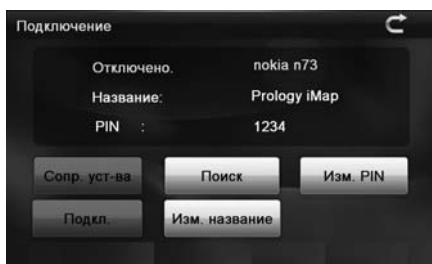 Подключение
Отключено. nokia n73
Название: Prology iMap
PIN : 1234
Сопр. уст-ва Поиск Изм. PIN
Подкл. Изм. название